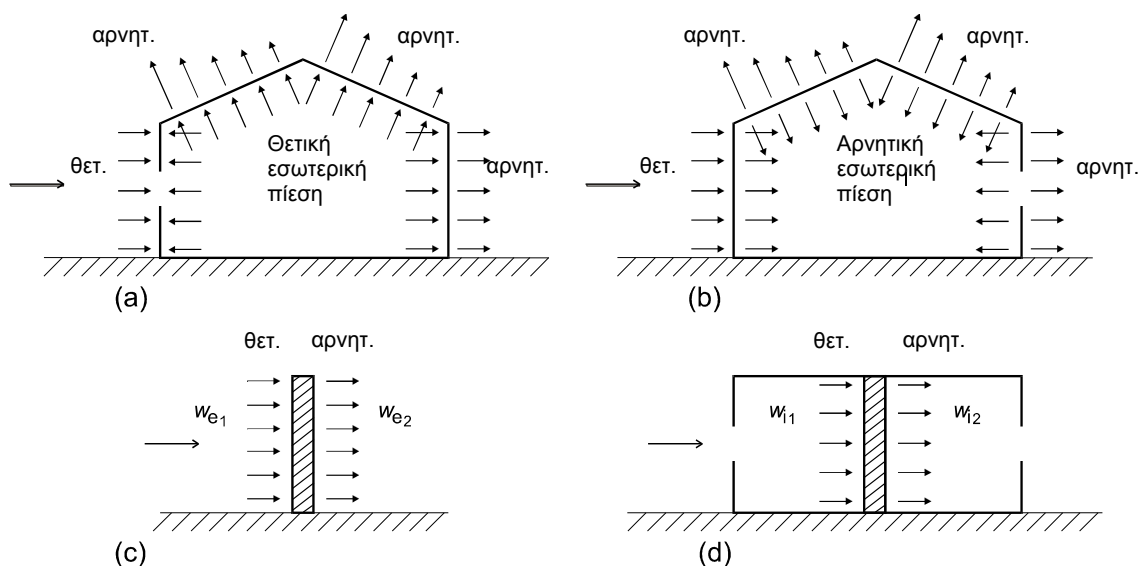 αρνητ.
αρνητ.
θετ.
Θετική
εσωτερική
πίεση
αρνητ.
(a)
αρνητ.
αρνητ.
θετ.
Αρνητική
εσωτερική
πίεση
αρνητ.
(b)
θετ. αρνητ.
we1
we2
(c)
θετ. αρνητ.
wi1
wi2
(d)